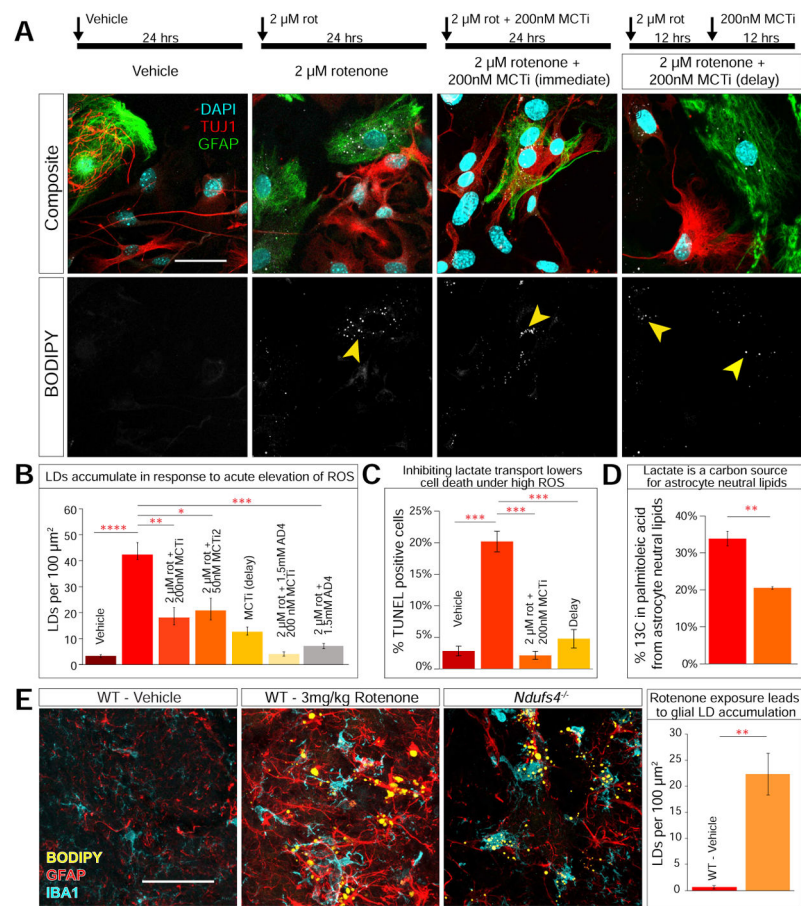 A
Vehicle
24 hrs
2 µM rot
24 hrs
2 µM rot + 200nM MCTi
24 hrs
2 µM rot
200nM MCTi
12 hrs
12 hrs
Vehicle
2 µM rotenone
2 µM rotenone +
200nM MCTi (immediate)
2 µM rotenone +
200nM MCTi (delay)
Composite
DAPI
TUJ1
GFAP
BODIPY
B
LDs accumulate in response to acute elevation of ROS
LDs per 100 µm²
60
50
40
30
20
10
0
****
**
*
***
Vehicle
2 µM rot +
200nM MCTi
2 µM rot +
50nM MCTi2
MCTi (delay)
2 µM rot + 1.5mM AD4
200 nM MCTi
2 µM rot +
1.5mM AD4
C
Inhibiting lactate transport lowers
cell death under high ROS
% TUNEL positive cells
25%
20%
15%
10%
5%
0%
***
***
***
Vehicle
2 µM rot +
200nM MCTi
Delay
D
Lactate is a carbon source
for astrocyte neutral lipids
% 13C in palmitoleic acid
from astrocyte neutral lipids
40%
30%
20%
10%
0%
**
E
WT - Vehicle
WT - 3mg/kg Rotenone
Ndufs4-/-
BODIPY
GFAP
IBA1
Rotenone exposure leads
to glial LD accumulation
LDs per 100 µm²
30
25
20
15
10
5
0
**
WT - Vehicle